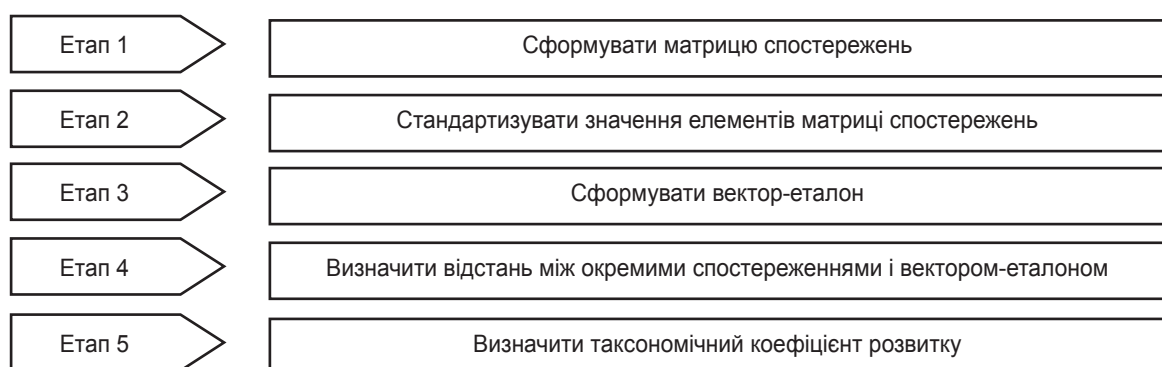 Етап 1
Сформувати матрицю спостережень
Етап 2
Стандартизувати значення елементів матриці спостережень
Етап 3
Сформувати вектор-еталон
Етап 4
Визначити відстань між окремими спостереженнями і вектором-еталоном
Етап 5
Визначити таксономічний коефіцієнт розвитку